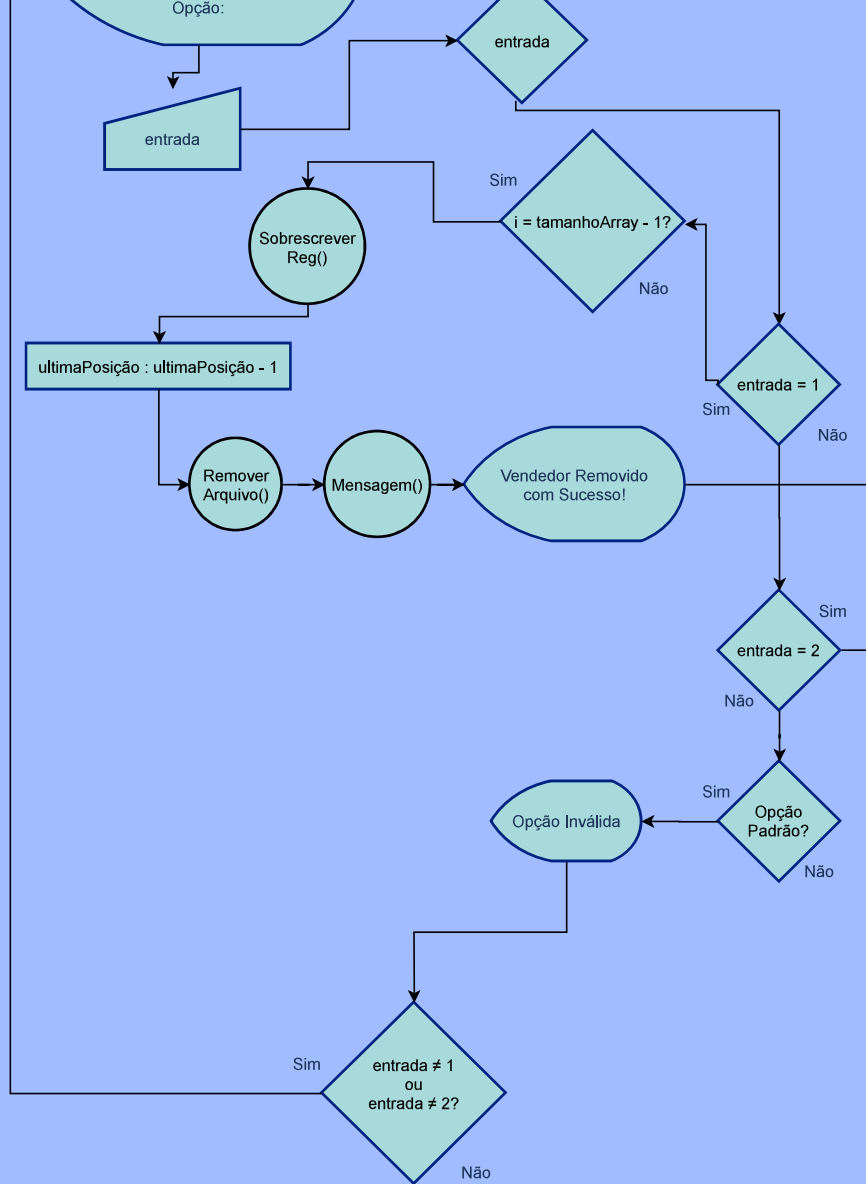 Opção:
entrada
entrada
Sim
i = tamanhoArray - 1?
Não
Sobrescrever
Reg()
ultimaPosição : ultimaPosição - 1
entrada = 1
Sim
Não
Remover
Arquivo()
Mensagem()
Vendedor Removido
com Sucesso!
Sim
entrada = 2
Não
Sim
Opção
Padrão?
Não
Opção Inválida
Sim
entrada ≠ 1
ou
entrada ≠ 2?
Não